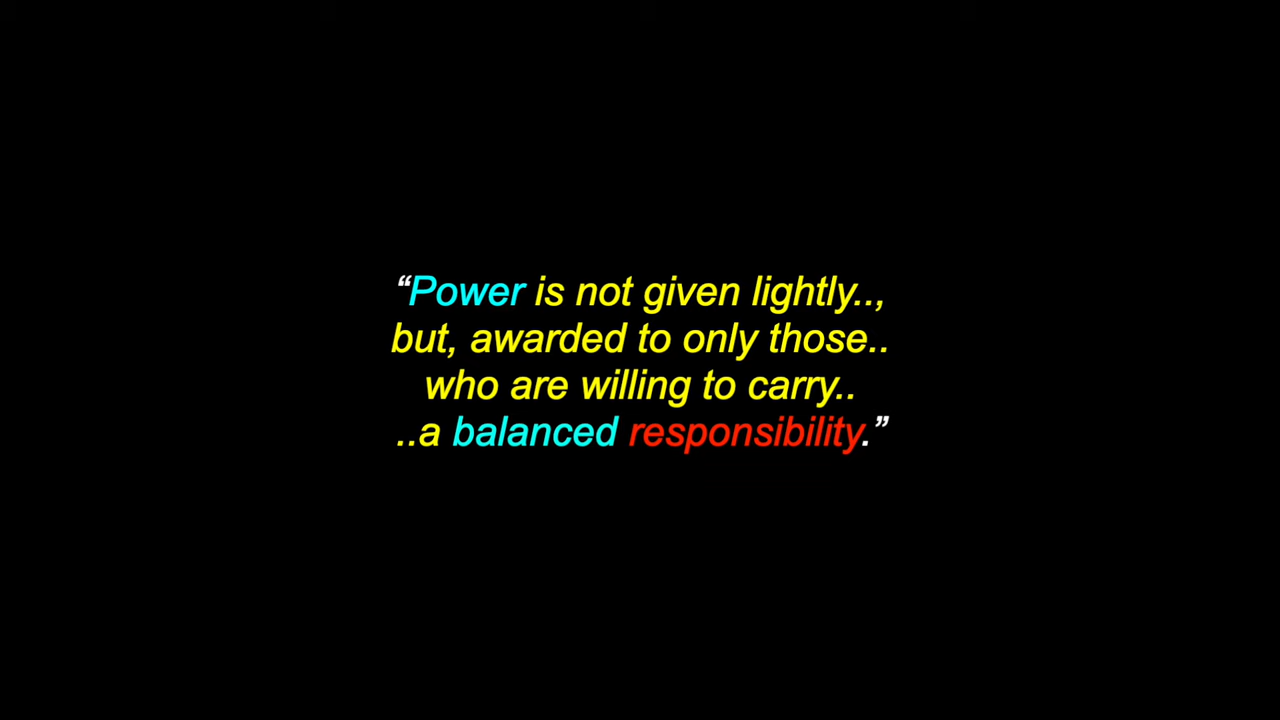 “Power is not given lightly..,
but, awarded to only those..
who are willing to carry..
..a balanced responsibility.”